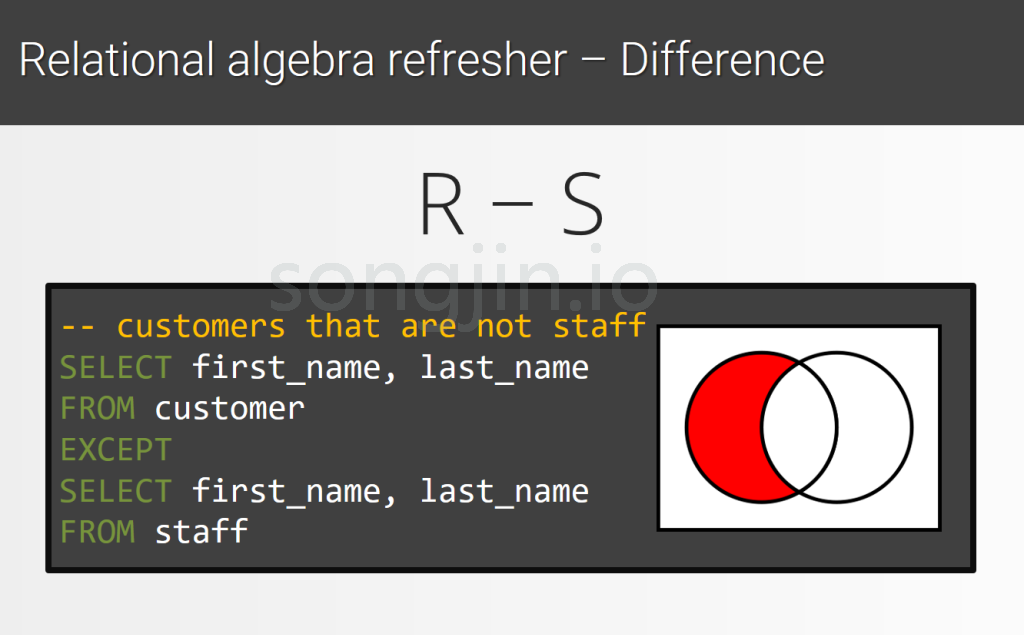 Relational algebra refresher – Difference
R – S
songjin.io
-- customers that are not staff
SELECT first_name, last_name
FROM customer
EXCEPT
SELECT first_name, last_name
FROM staff